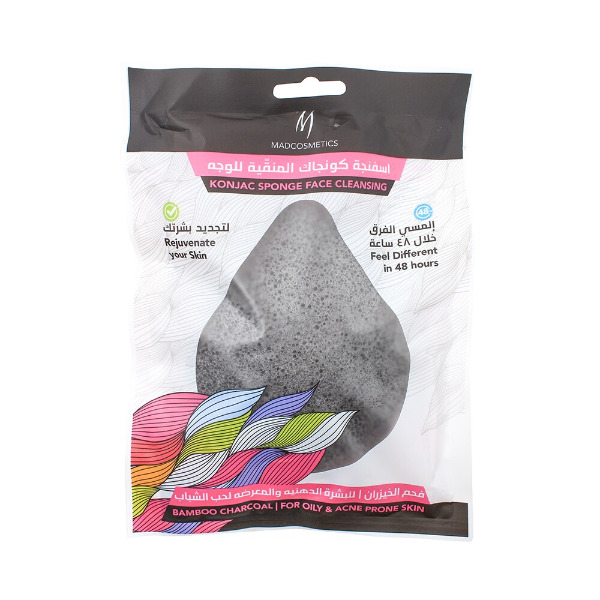 M
MADCOSMETICS
اسفنجة كونجاك المنقّية للوجه
KONJAC SPONGE FACE CLEANSING
لتجديد بشرتك
Rejuvenate
your Skin
48
إلمسي الفرق
خلال ٤٨ ساعة
Feel Different
in 48 hours
فحم الخيزران | للبشرة الدهنيه والمعرضه لحب الشباب
BAMBOO CHARCOAL | FOR OILY & ACNE PRONE SKIN